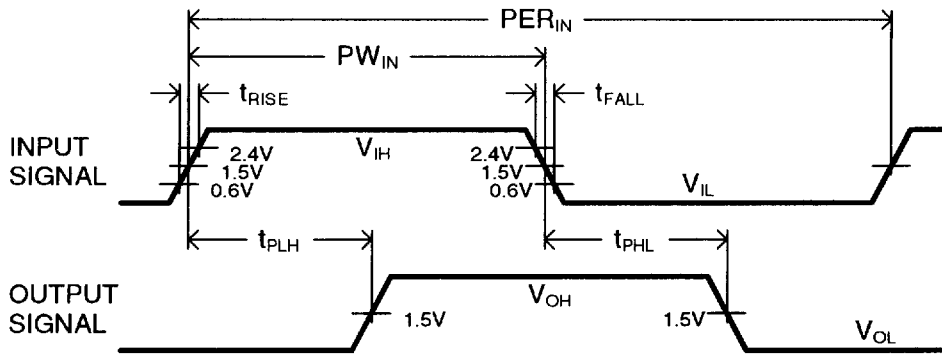 PER_IN
PW_IN
t_RISE
t_FALL
INPUT
SIGNAL
V_IH
2.4V
1.5V
0.6V
2.4V
1.5V
0.6V
V_IL
t_PLH
t_PHL
OUTPUT
SIGNAL
V_OH
1.5V
1.5V
V_OL